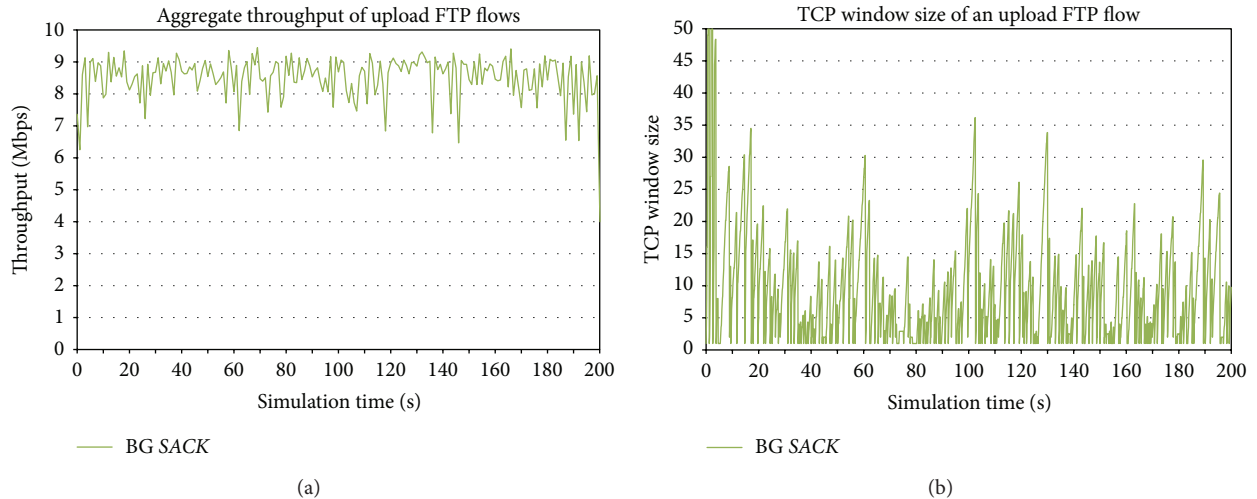 Aggregate throughput of upload FTP flows
10
9
8
7
6
5
4
3
2
1
0
Throughput (Mbps)
0 20 40 60 80 100 120 140 160 180 200
Simulation time (s)
BG SACK
(a)
TCP window size of an upload FTP flow
50
45
40
35
30
25
20
15
10
5
0
TCP window size
0 20 40 60 80 100 120 140 160 180 200
Simulation time (s)
BG SACK
(b)